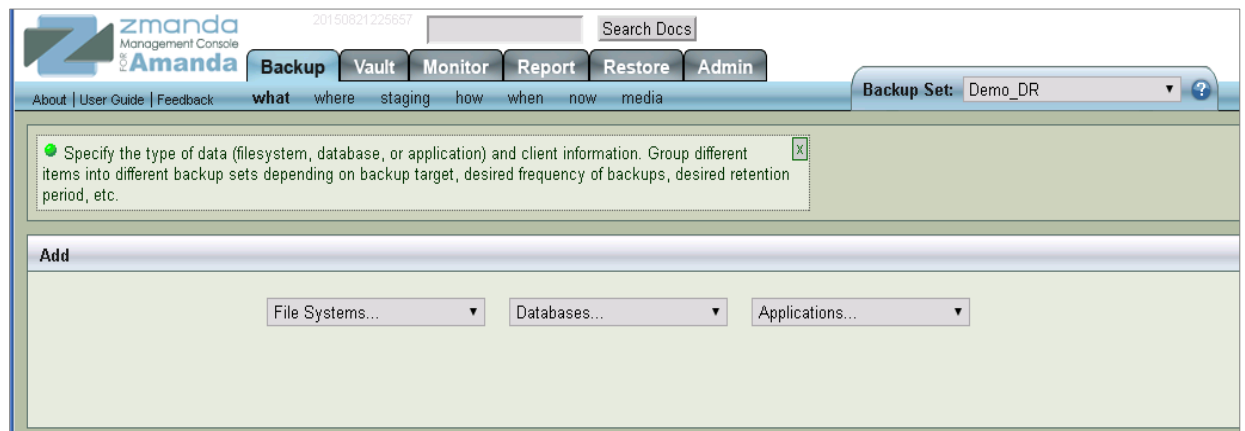 zmanda
Management Console
FOR Amanda
20150821225657
Search Docs
Backup Vault Monitor Report Restore Admin
About | User Guide | Feedback
what where staging how when now media
Backup Set: Demo_DR
?
Specify the type of data (filesystem, database, or application) and client information. Group different
items into different backup sets depending on backup target, desired frequency of backups, desired retention
period, etc.
X
Add
File Systems... Databases... Applications...